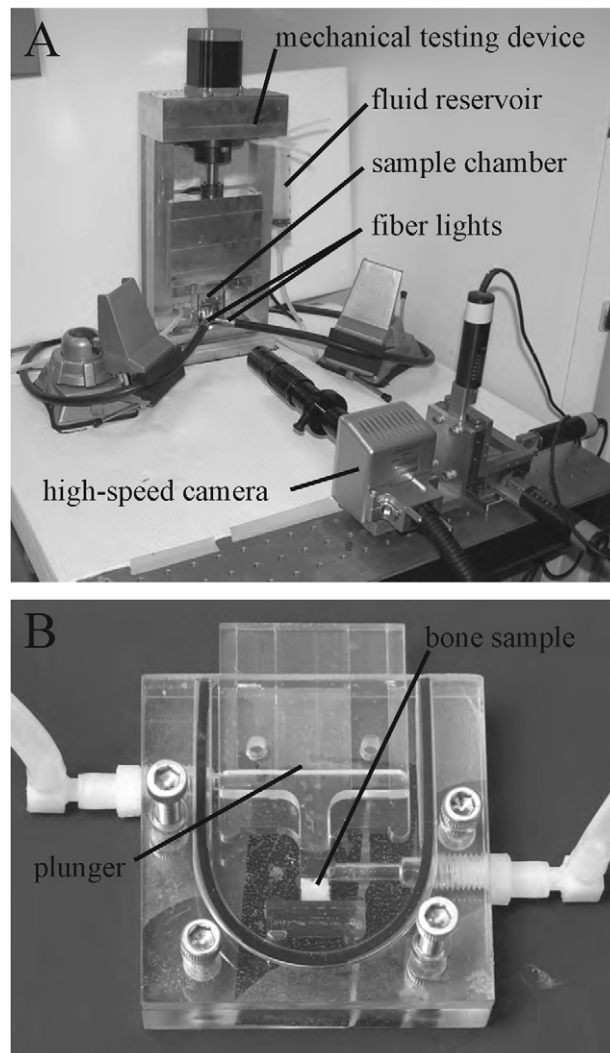 A
mechanical testing device
fluid reservoir
sample chamber
fiber lights
high-speed camera
B
bone sample
plunger